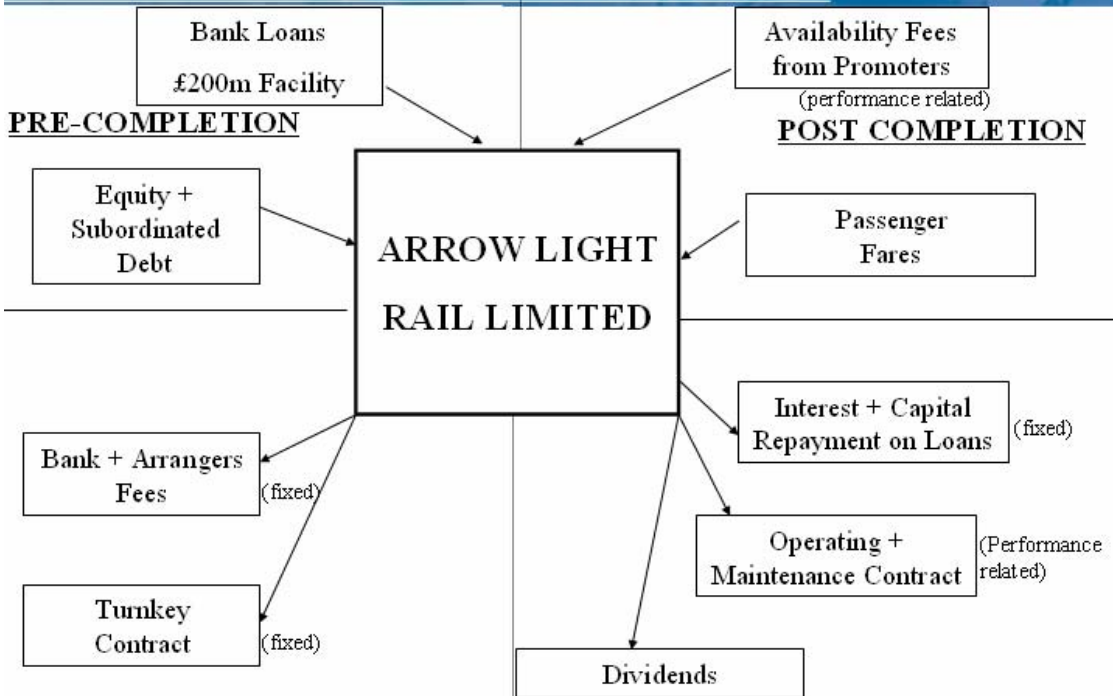 Bank Loans
£200m Facility
Availability Fees
from Promoters
(performance related)
PRE-COMPLETION
POST COMPLETION
Equity +
Subordinated
Debt
ARROW LIGHT
RAIL LIMITED
Passenger
Fares
Bank + Arrangers
Fees
(fixed)
Turnkey
Contract
(fixed)
Interest + Capital
Repayment on Loans
(fixed)
Operating +
Maintenance Contract
(Performance
related)
Dividends